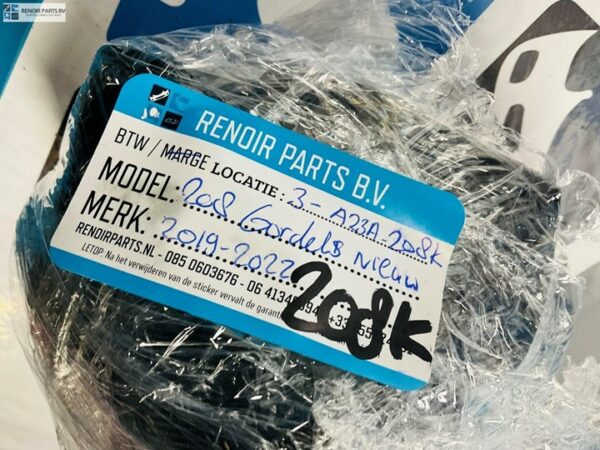 RENOIR PARTS BV
RENOIR PARTS B.V.
BTW / MARGE LOCATIE: 3-A23A-208K
MODEL: 208 Gordels nieuw
MERK: 2019-2022
RENOIRPARTS.NL - 085 0603676 - 06 4134
LETOP: Na het verwijderen van de sticker vervalt de garantie
208K